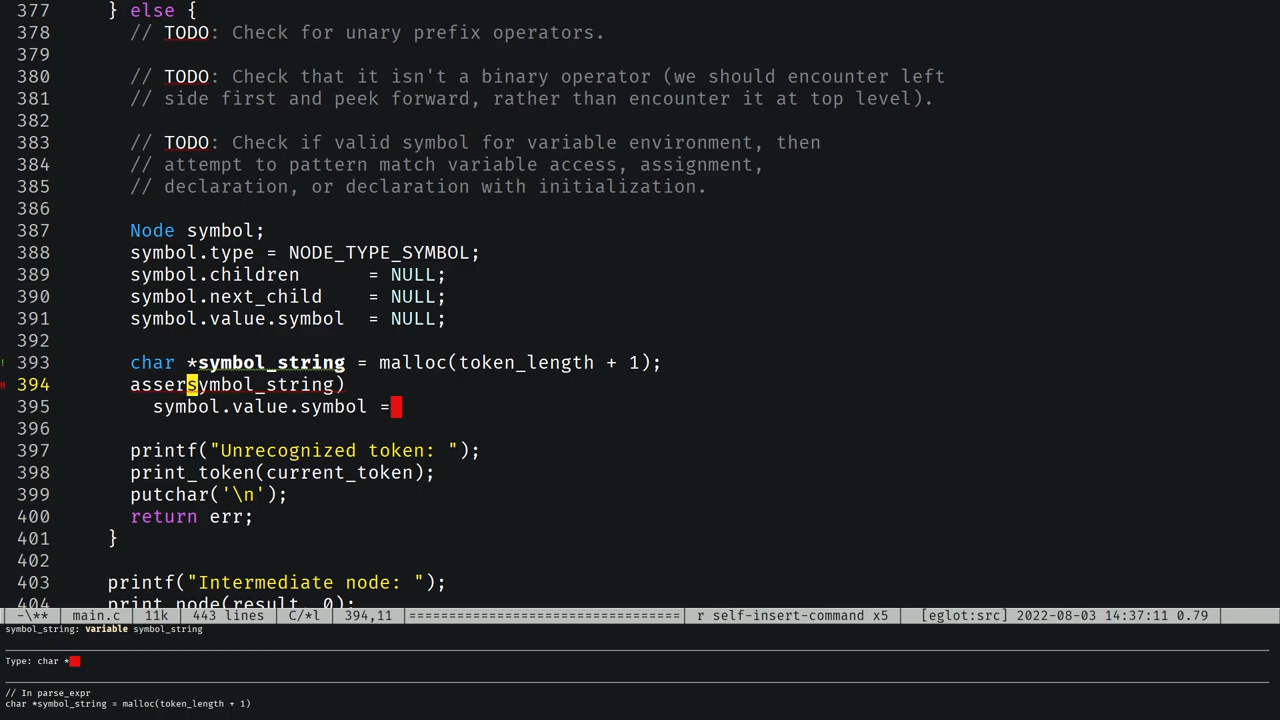 377 } else {
378 // TODO: Check for unary prefix operators.
379
380 // TODO: Check that it isn't a binary operator (we should encounter left
381 // side first and peek forward, rather than encounter it at top level).
382
383 // TODO: Check if valid symbol for variable environment, then
384 // attempt to pattern match variable access, assignment,
385 // declaration, or declaration with initialization.
386
387 Node symbol;
388 symbol.type = NODE_TYPE_SYMBOL;
389 symbol.children = NULL;
390 symbol.next_child = NULL;
391 symbol.value.symbol = NULL;
392
! 393 char *symbol_string = malloc(token_length + 1);
!! 394 assersymbol_string)
395 symbol.value.symbol =
396
397 printf("Unrecognized token: ");
398 print_token(current_token);
399 putchar('\n');
400 return err;
401 }
402
403 printf("Intermediate node: ");
404 print_node(result, 0);
-\** main.c 11k 443 lines C/*l 394,11 ================================ r self-insert-command x5 [eglot:src] 2022-08-03 14:37:11 0.79
symbol_string: variable symbol_string
Type: char *
// In parse_expr
char *symbol_string = malloc(token_length + 1)